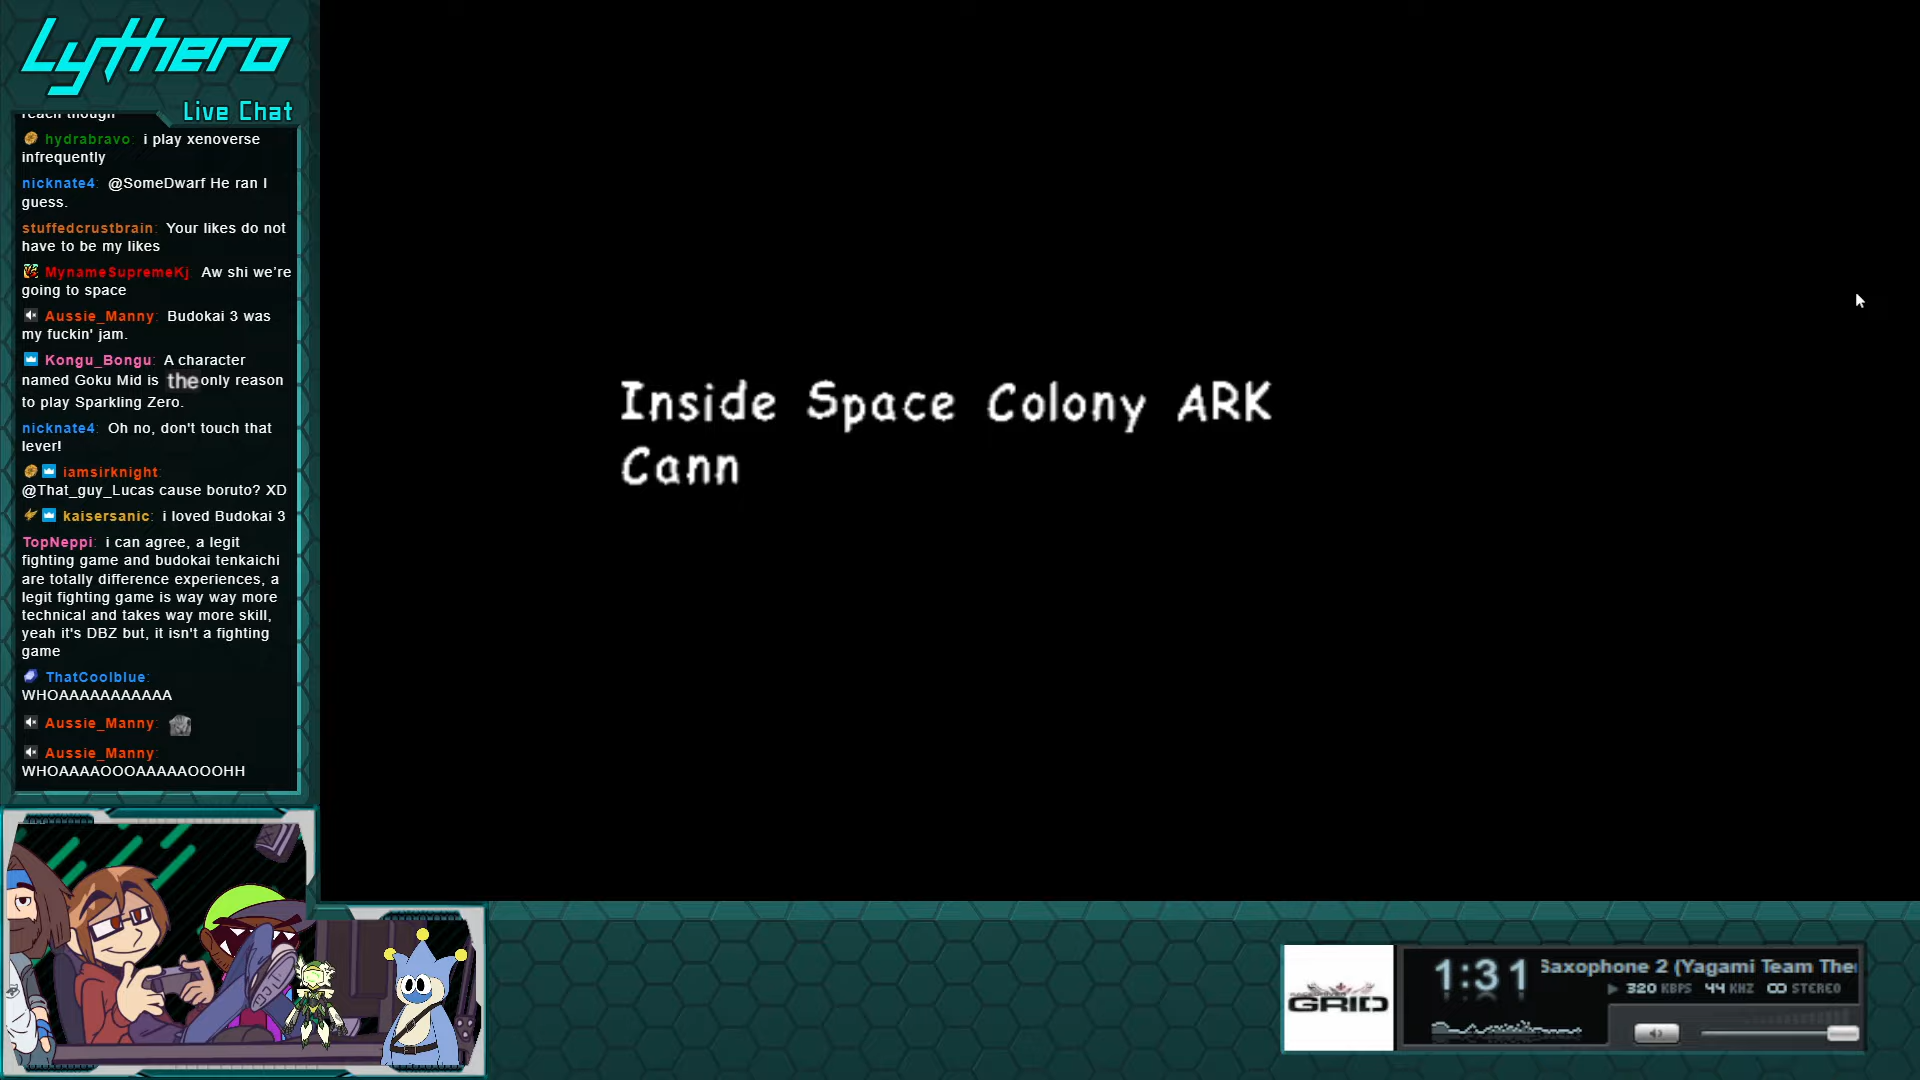 Lythero
Live Chat
reach though
hydrabravo: i play xenoverse
infrequently
nicknate4: @SomeDwarf He ran I
guess.
stuffedcrustbrain: Your likes do not
have to be my likes
MynameSupremeKj: Aw shi we're
going to space
Aussie_Manny: Budokai 3 was
my fuckin' jam.
Kongu_Bongu: A character
named Goku Mid is the only reason
to play Sparkling Zero.
nicknate4: Oh no, don't touch that
lever!
iamsirknight:
@That_guy_Lucas cause boruto? XD
kaisersanic: i loved Budokai 3
TopNeppi: i can agree, a legit
fighting game and budokai tenkaichi
are totally difference experiences, a
legit fighting game is way way more
technical and takes way more skill,
yeah it's DBZ but, it isn't a fighting
game
ThatCoolblue:
WHOAAAAAAAAAAA
Aussie_Manny:
Aussie_Manny:
WHOAAAAOOOAAAAAOOOHH
Inside Space Colony ARK
Cann
GRID
1:31
Saxophone 2 (Yagami Team The
320 KBPS 44 KHZ STEREO